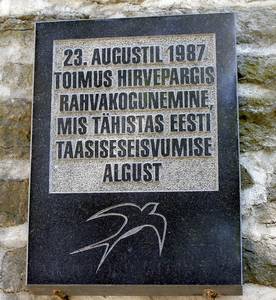 23. AUGUSTIL 1987
TOIMUS HIRVEPARGIS
RAHVAKOGUNEMINE,
MIS TÄHISTAS EESTI
TAASISESEISVUMISE
ALGUST